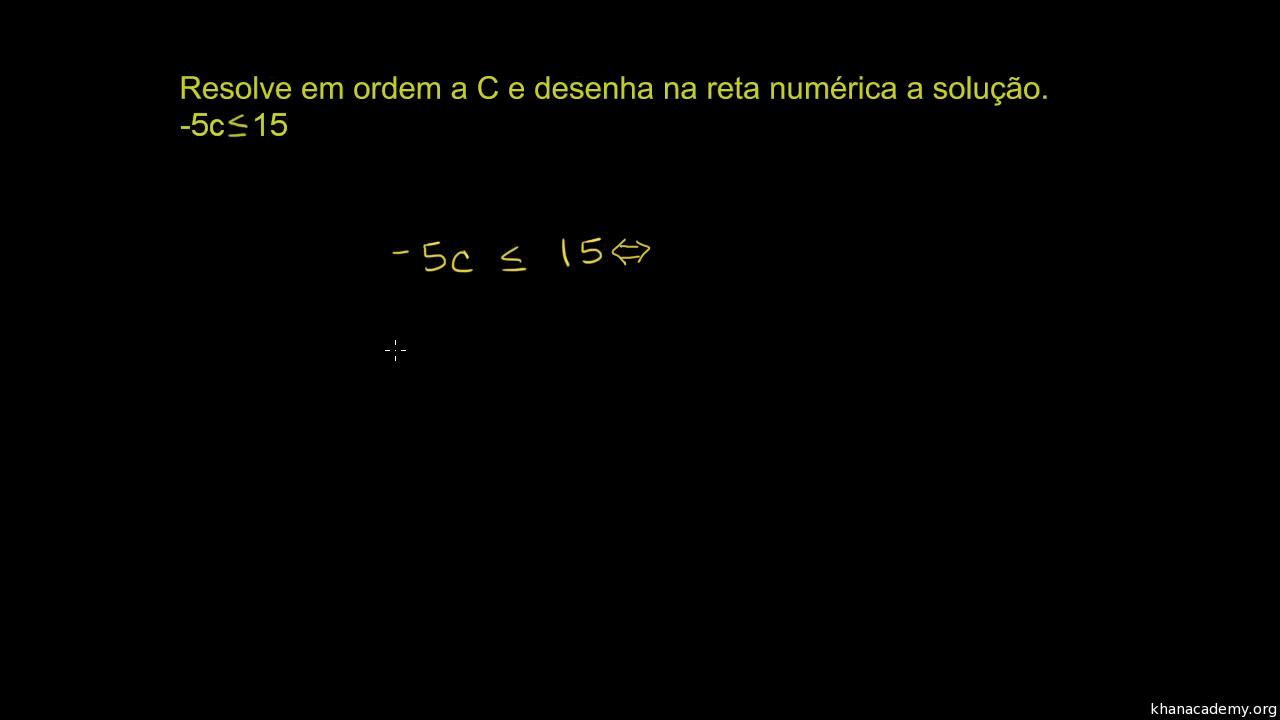 Resolve em ordem a C e desenha na reta numérica a solução.
-5c≤15
-5c ≤ 15⇔
khanacademy.org